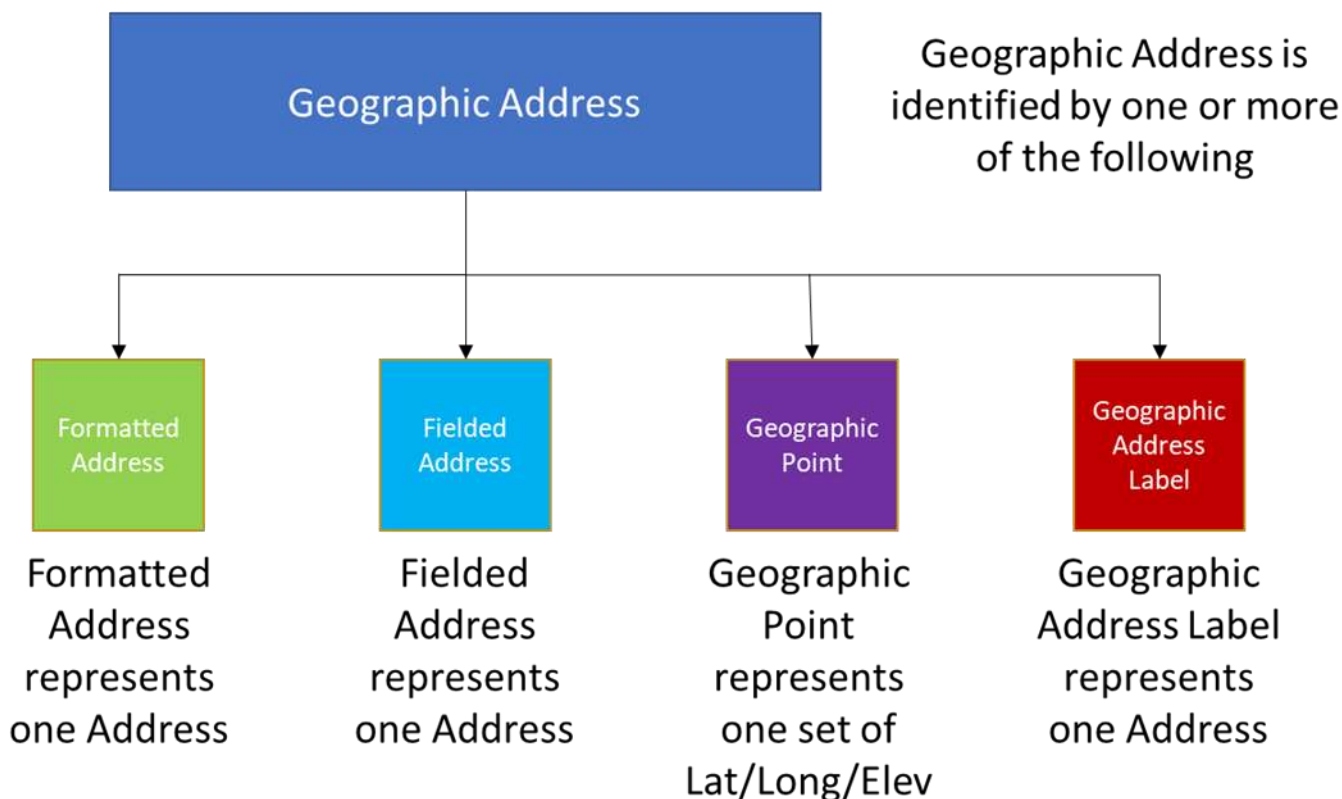 Geographic Address
Geographic Address is
identified by one or more
of the following
Formatted
Address
Fielded
Address
Geographic
Point
Geographic
Address
Label
Formatted
Address
represents
one Address
Fielded
Address
represents
one Address
Geographic
Point
represents
one set of
Lat/Long/Elev
Geographic
Address Label
represents
one Address